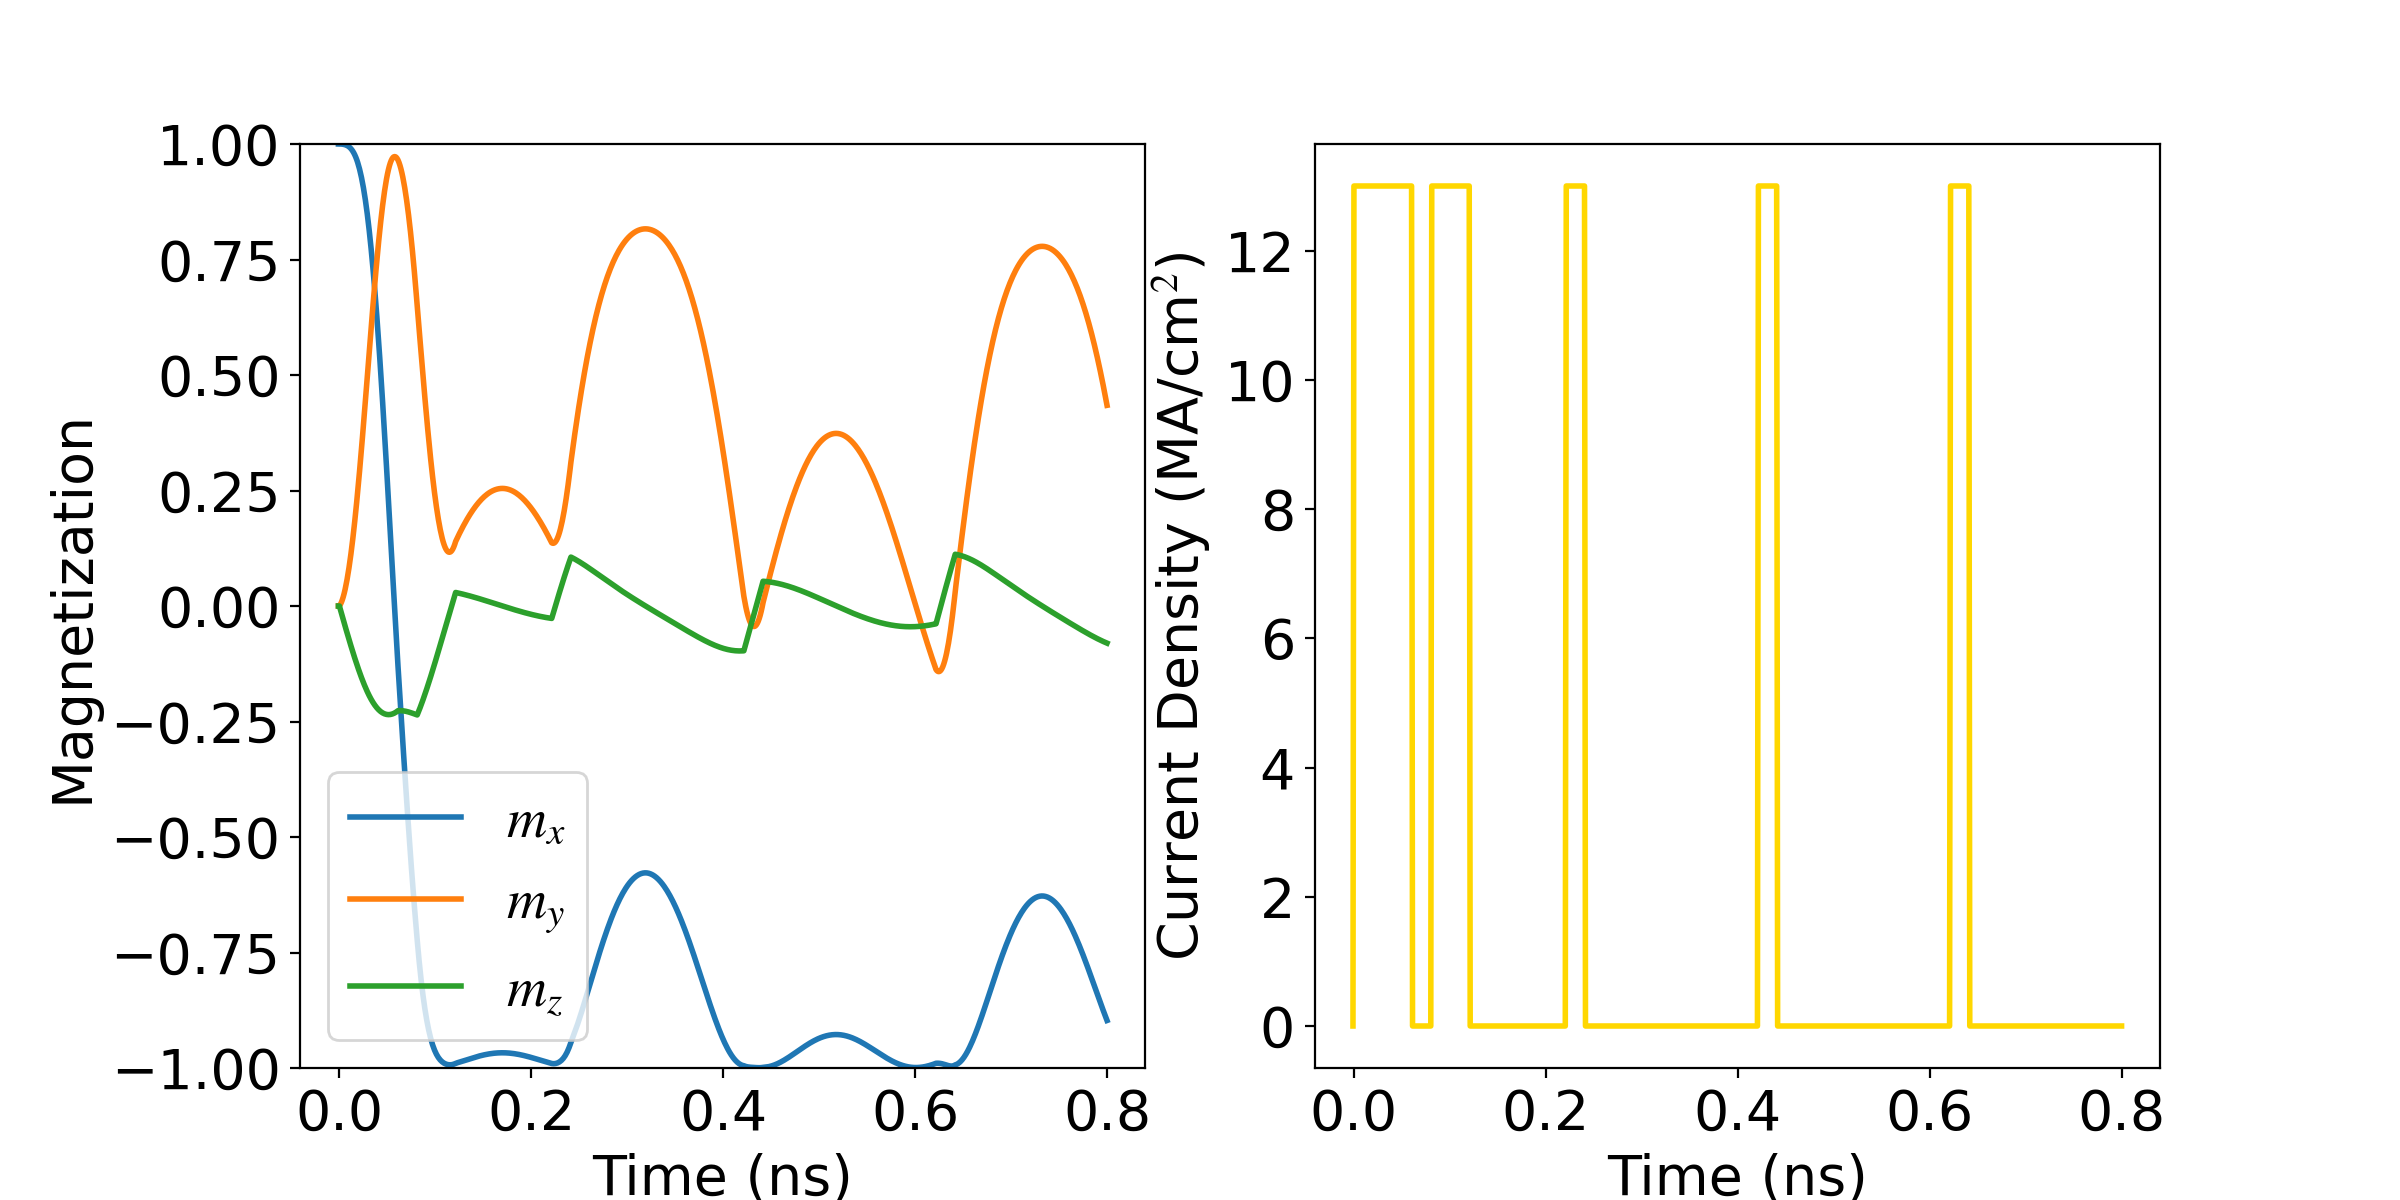 Magnetization
1.00
0.75
0.50
0.25
0.00
−0.25
−0.50
−0.75
−1.00
m_x
m_y
m_z
0.0 0.2 0.4 0.6 0.8
Time (ns)
Current Density (MA/cm²)
12
10
8
6
4
2
0
0.0 0.2 0.4 0.6 0.8
Time (ns)